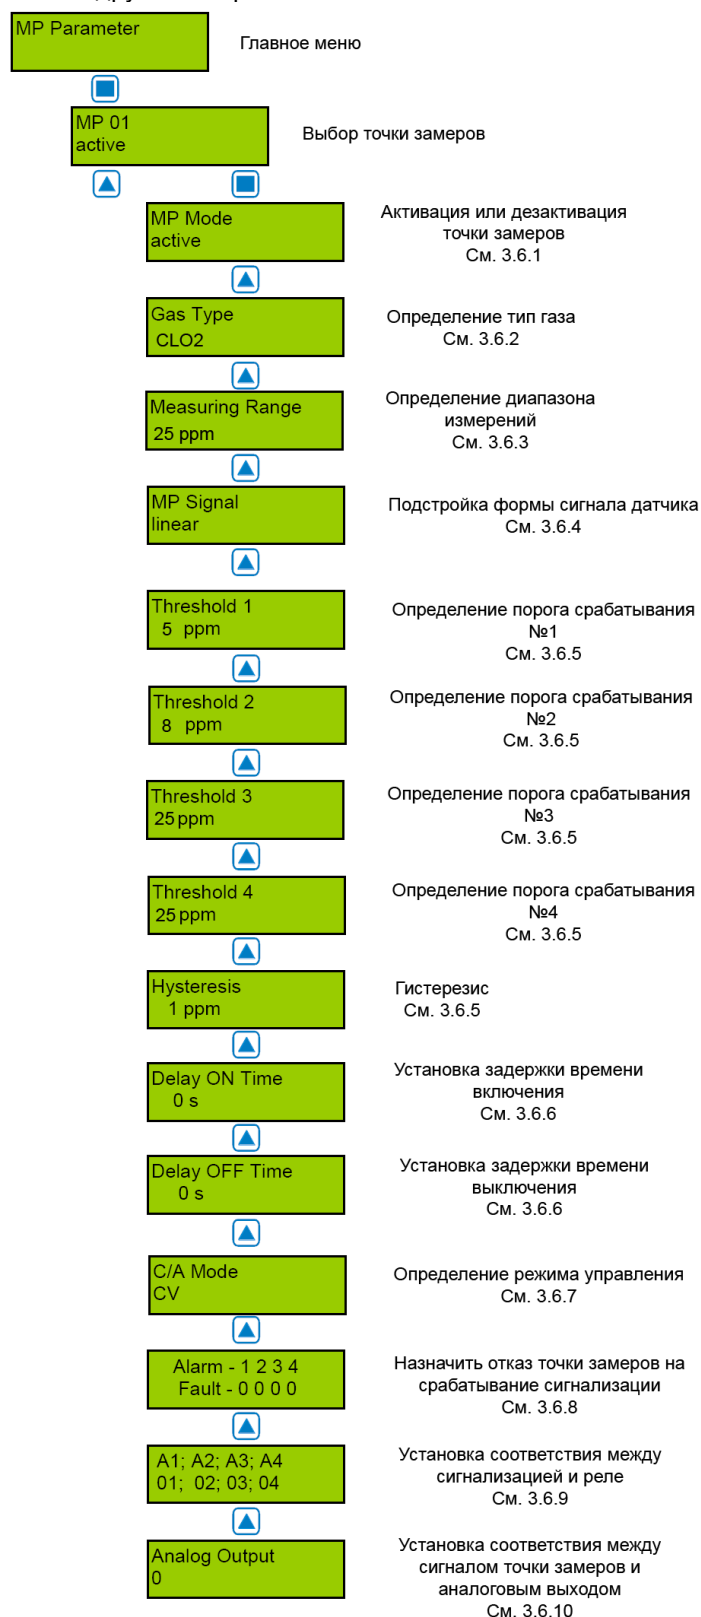 MP Parameter
Главное меню
MP 01
active
Выбор точки замеров
MP Mode
active
Активация или дезактивация
точки замеров
См. 3.6.1
Gas Type
CLO2
Определение тип газа
См. 3.6.2
Measuring Range
25 ppm
Определение диапазона
измерений
См. 3.6.3
MP Signal
linear
Подстройка формы сигнала датчика
См. 3.6.4
Threshold 1
5 ppm
Определение порога срабатывания
№1
См. 3.6.5
Threshold 2
8 ppm
Определение порога срабатывания
№2
См. 3.6.5
Threshold 3
25 ppm
Определение порога срабатывания
№3
См. 3.6.5
Threshold 4
25 ppm
Определение порога срабатывания
№4
См. 3.6.5
Hysteresis
1 ppm
Гистерезис
См. 3.6.5
Delay ON Time
0 s
Установка задержки времени
включения
См. 3.6.6
Delay OFF Time
0 s
Установка задержки времени
выключения
См. 3.6.6
C/A Mode
CV
Определение режима управления
См. 3.6.7
Alarm - 1 2 3 4
Fault - 0 0 0 0
Назначить отказ точки замеров на
срабатывание сигнализации
См. 3.6.8
A1; A2; A3; A4
01; 02; 03; 04
Установка соответствия между
сигнализацией и реле
См. 3.6.9
Analog Output
0
Установка соответствия между
сигналом точки замеров и
аналоговым выходом
См. 3.6.10